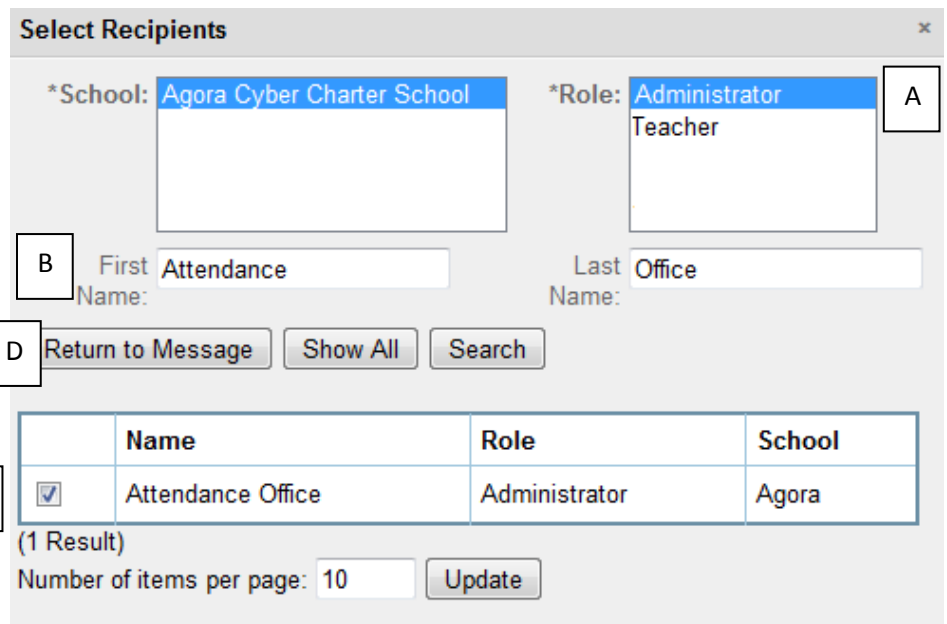 Select Recipients ×
*School: Agora Cyber Charter School *Role: Administrator A
Teacher
B First Attendance Last Office
Name: Name:
D Return to Message Show All Search
Name Role School
Attendance Office Administrator Agora
(1 Result)
Number of items per page: 10 Update